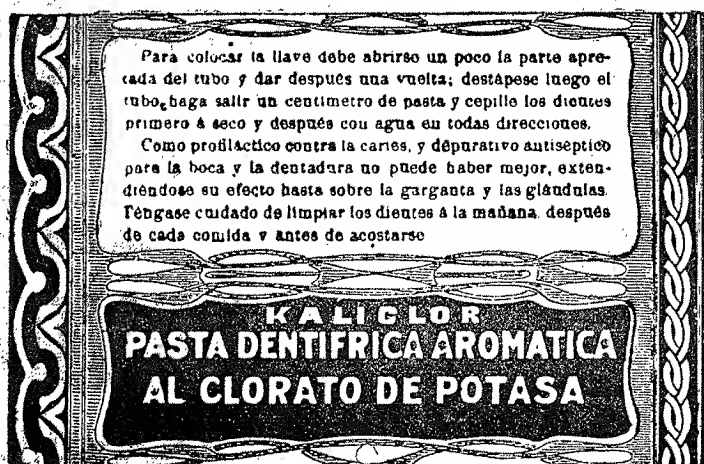 Para colocar la llave debe abrirse un poco la parte apre-
tada del tubo y dar después una vuelta; destápese luego el
tubo, haga salir un centímetro de pasta y cepille los dientes
primero á seco y después con agua en todas direcciones.
Como profiláctico contra la caries, y dépurativo antiséptico
para la boca y la dentadura no puede haber mejor, exten-
diéndose su efecto hasta sobre la garganta y las glándulas.
Téngase cuidado de limpiar los dientes á la mañana, después
de cada comida y antes de acostarse
KALICLOR
PASTA DENTIFRICA AROMATICA
AL CLORATO DE POTASA